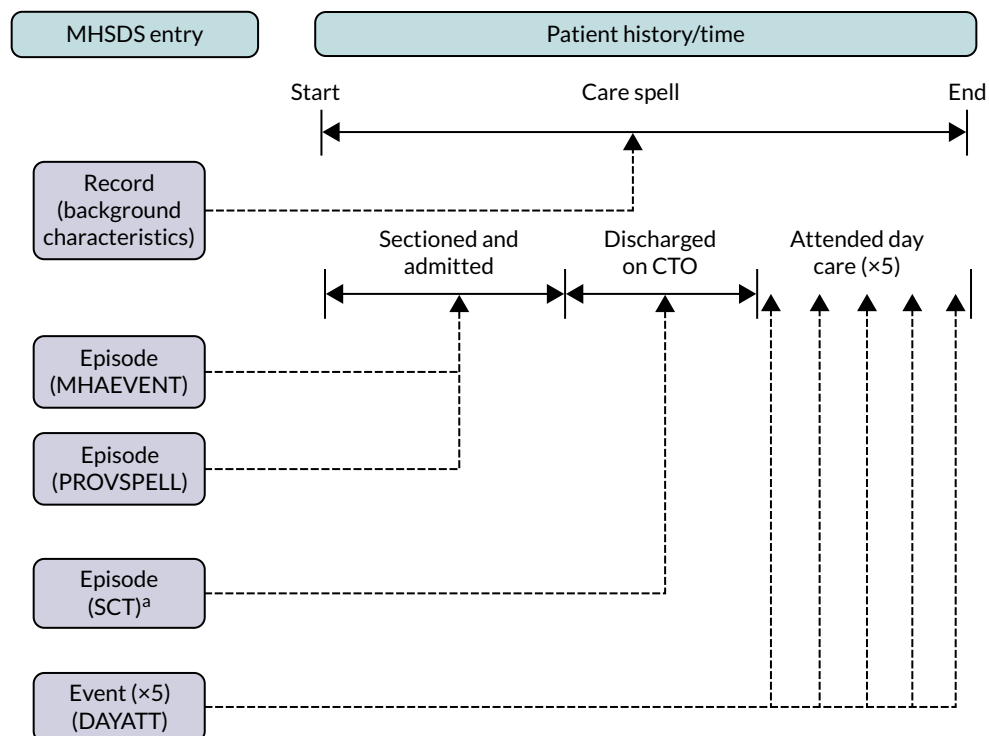 MHSDS entry
Patient history/time
Start
Care spell
End
Record
(background
characteristics)
Sectioned and
admitted
Discharged
on CTO
Attended day
care (×5)
Episode
(MHAEVENT)
Episode
(PROVSPELL)
Episode
(SCT)ᵃ
Event (×5)
(DAYATT)